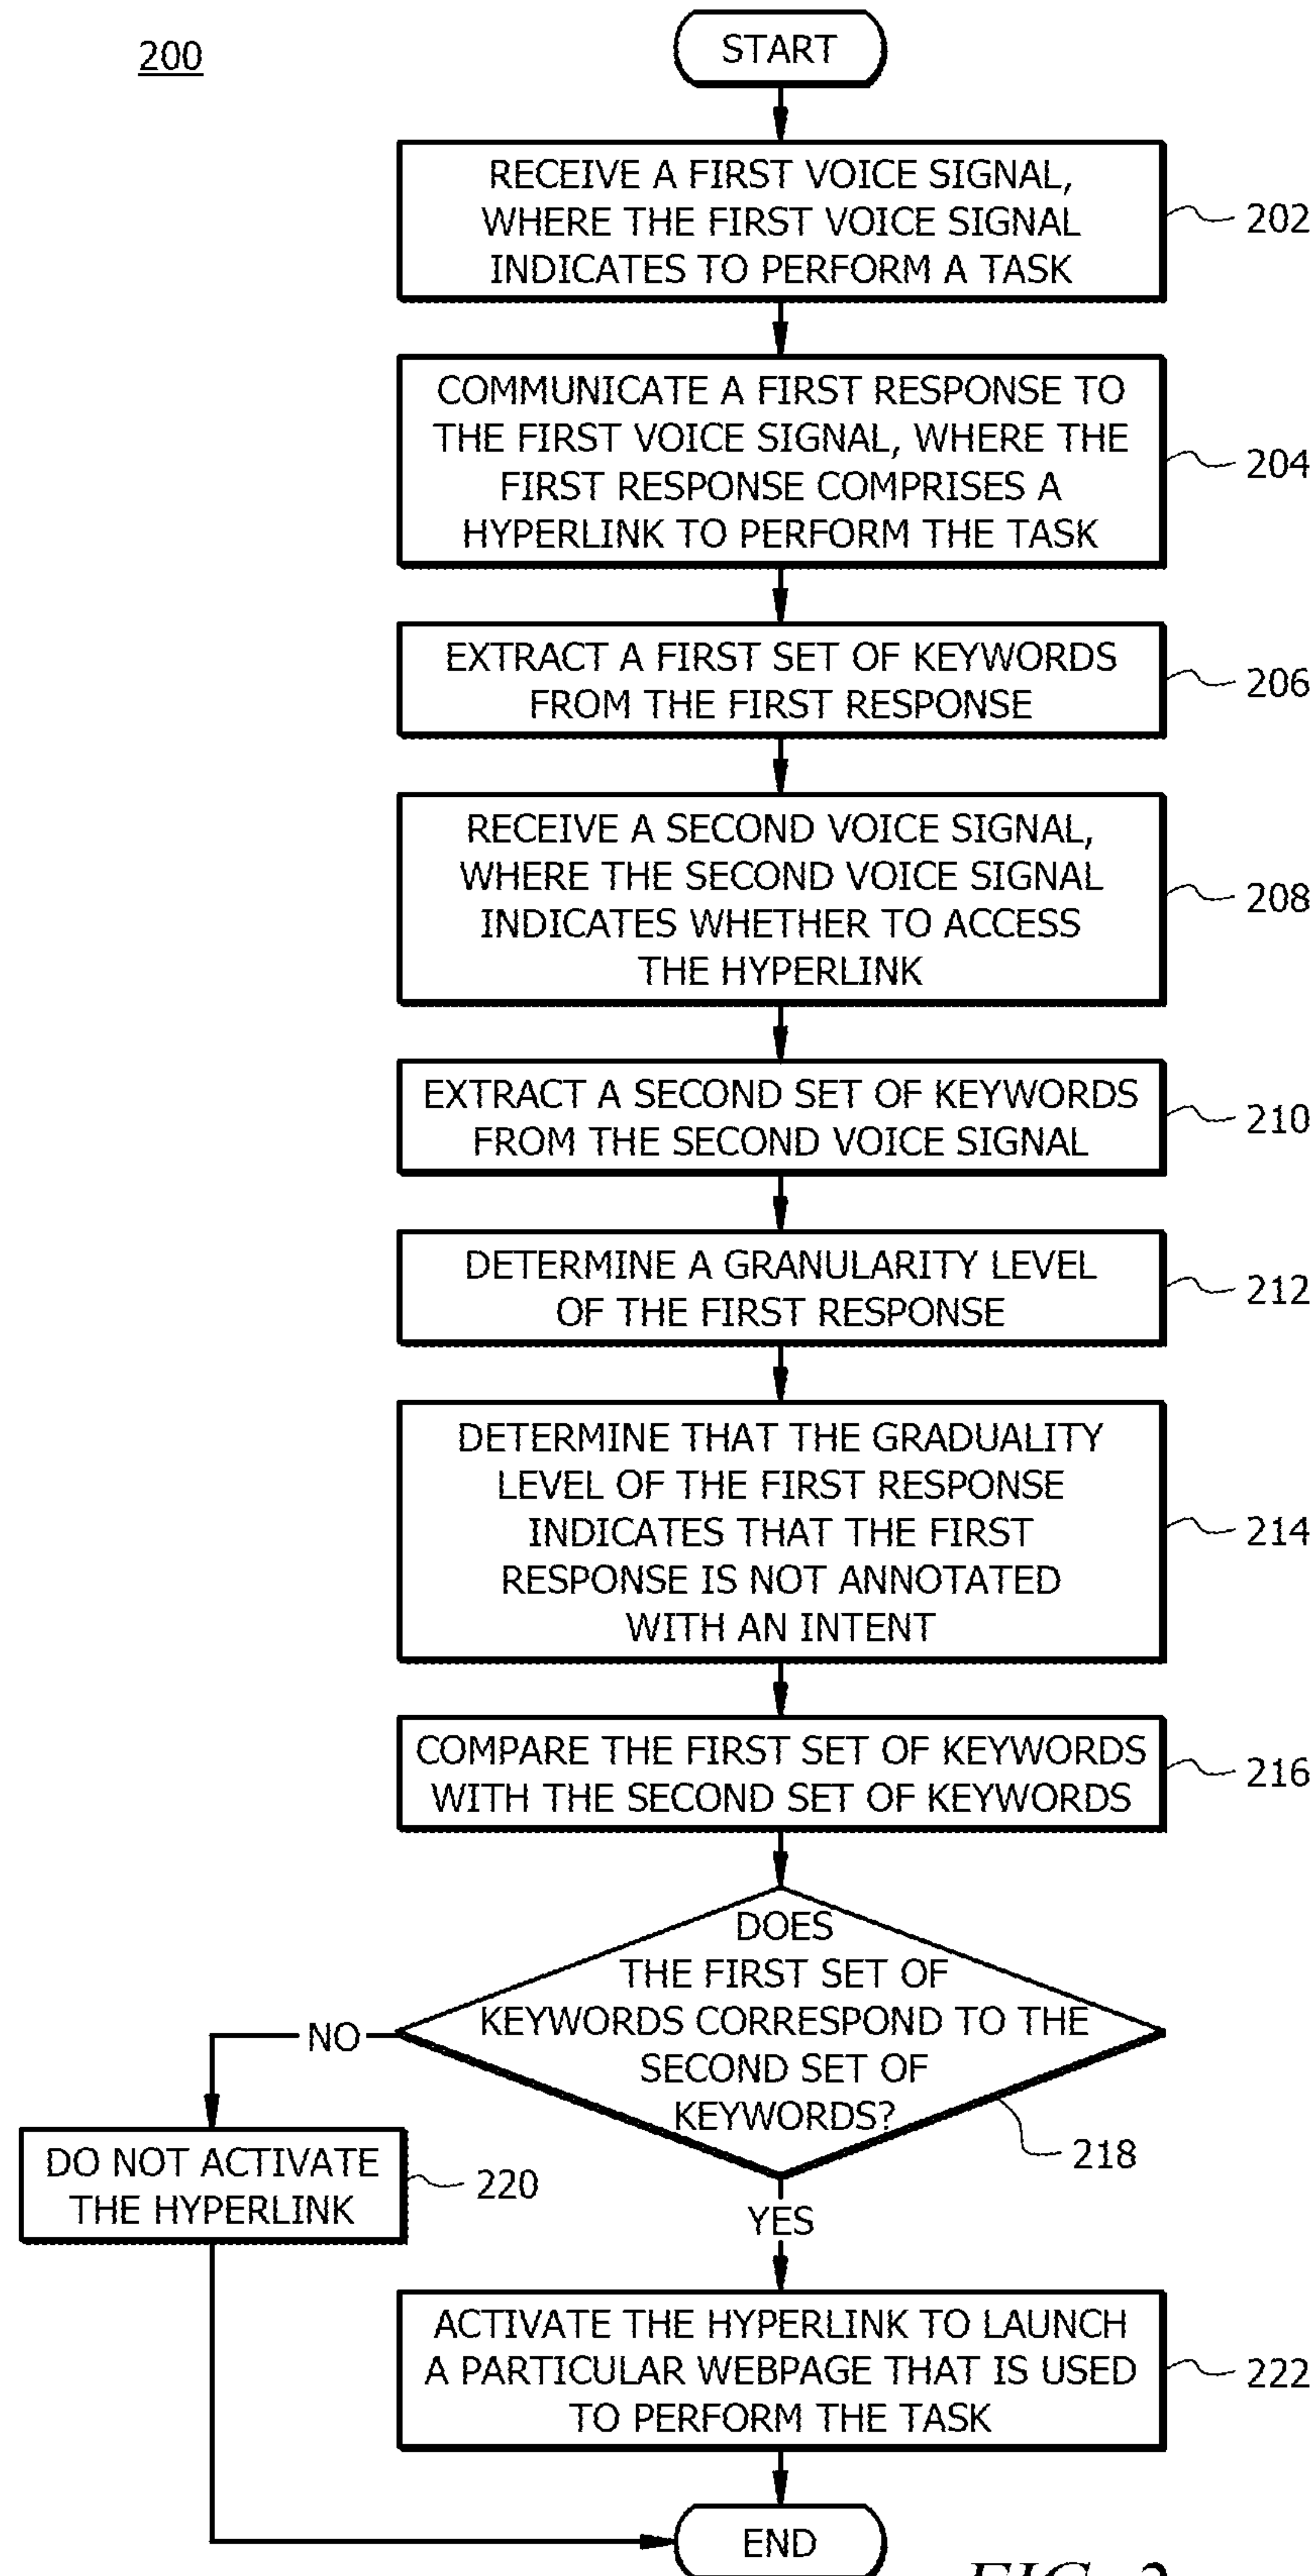 200
START
RECEIVE A FIRST VOICE SIGNAL,
WHERE THE FIRST VOICE SIGNAL
INDICATES TO PERFORM A TASK
202
COMMUNICATE A FIRST RESPONSE TO
THE FIRST VOICE SIGNAL, WHERE THE
FIRST RESPONSE COMPRISES A
HYPERLINK TO PERFORM THE TASK
204
EXTRACT A FIRST SET OF KEYWORDS
FROM THE FIRST RESPONSE
206
RECEIVE A SECOND VOICE SIGNAL,
WHERE THE SECOND VOICE SIGNAL
INDICATES WHETHER TO ACCESS
THE HYPERLINK
208
EXTRACT A SECOND SET OF KEYWORDS
FROM THE SECOND VOICE SIGNAL
210
DETERMINE A GRANULARITY LEVEL
OF THE FIRST RESPONSE
212
DETERMINE THAT THE GRADUALITY
LEVEL OF THE FIRST RESPONSE
INDICATES THAT THE FIRST
RESPONSE IS NOT ANNOTATED
WITH AN INTENT
214
COMPARE THE FIRST SET OF KEYWORDS
WITH THE SECOND SET OF KEYWORDS
216
DOES
THE FIRST SET OF
KEYWORDS CORRESPOND TO THE
SECOND SET OF
KEYWORDS?
218
NO
DO NOT ACTIVATE
THE HYPERLINK
220
YES
ACTIVATE THE HYPERLINK TO LAUNCH
A PARTICULAR WEBPAGE THAT IS USED
TO PERFORM THE TASK
222
END